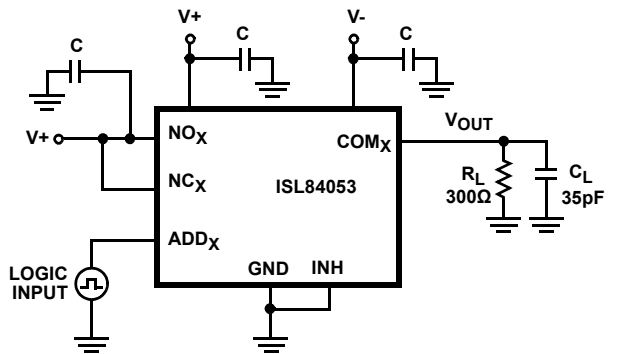 V+
C
V-
C
C
V+
NOX
COMX
VOUT
NCX
ISL84053
RL
300Ω
CL
35pF
ADDX
LOGIC
INPUT
GND
INH